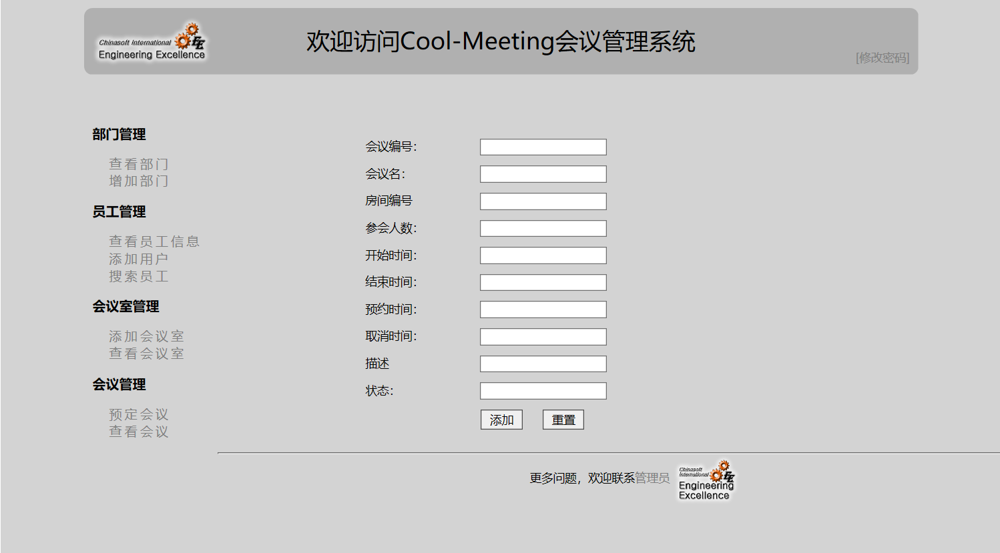 Chinasoft International
EE
Engineering Excellence
欢迎访问Cool-Meeting会议管理系统
[修改密码]
部门管理
查看部门
增加部门
员工管理
查看员工信息
添加用户
搜索员工
会议室管理
添加会议室
查看会议室
会议管理
预定会议
查看会议
会议编号:
会议名:
房间编号
参会人数:
开始时间:
结束时间:
预约时间:
取消时间:
描述
状态:
添加 重置
更多问题，欢迎联系管理员
Chinasoft
International
EE
Engineering
Excellence